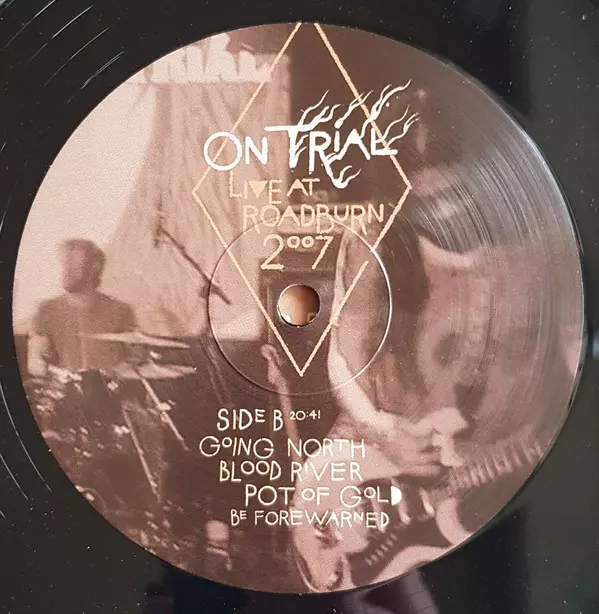 ON TRIAL
LIVE AT
ROADBURN
2007
SIDE B 20:41
GOING NORTH
BLOOD RIVER
POT OF GOLD
BE FOREWARNED